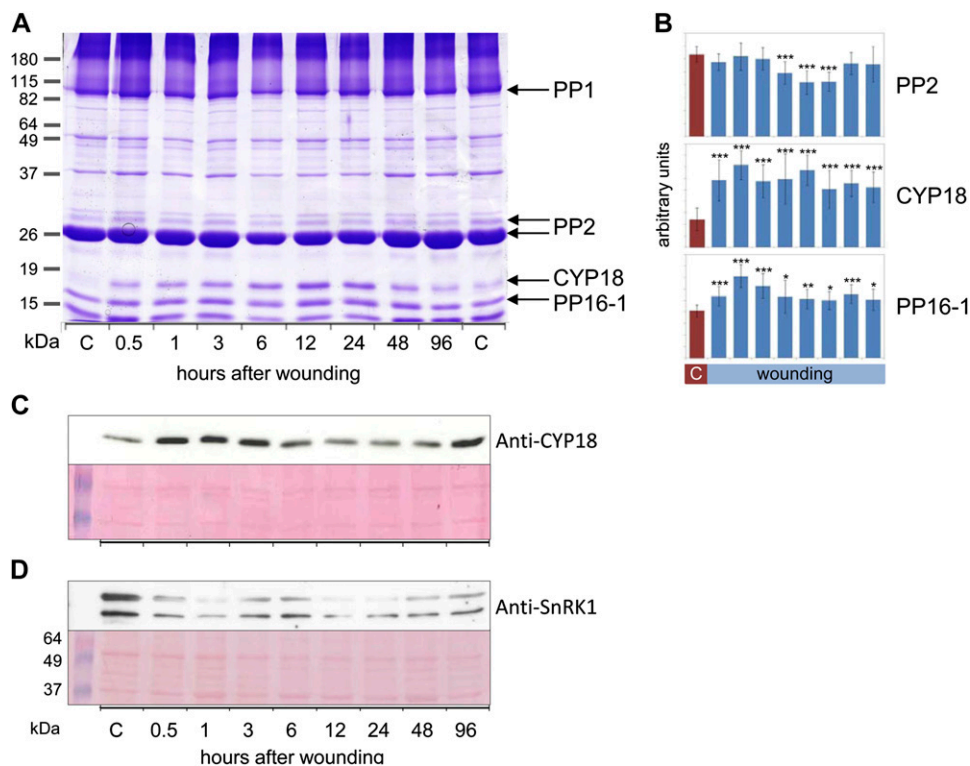 A
B
180
115
82
64
49
37
26
19
15
kDa
PP1
PP2
CYP18
PP16-1
C 0.5 1 3 6 12 24 48 96 C
hours after wounding
arbitrary units
*** *** ***
PP2
*** *** *** *** *** *** *** ***
CYP18
*** *** *** * ** * *** *
PP16-1
C wounding
C
Anti-CYP18
D
Anti-SnRK1
64
49
37
kDa C 0.5 1 3 6 12 24 48 96
hours after wounding